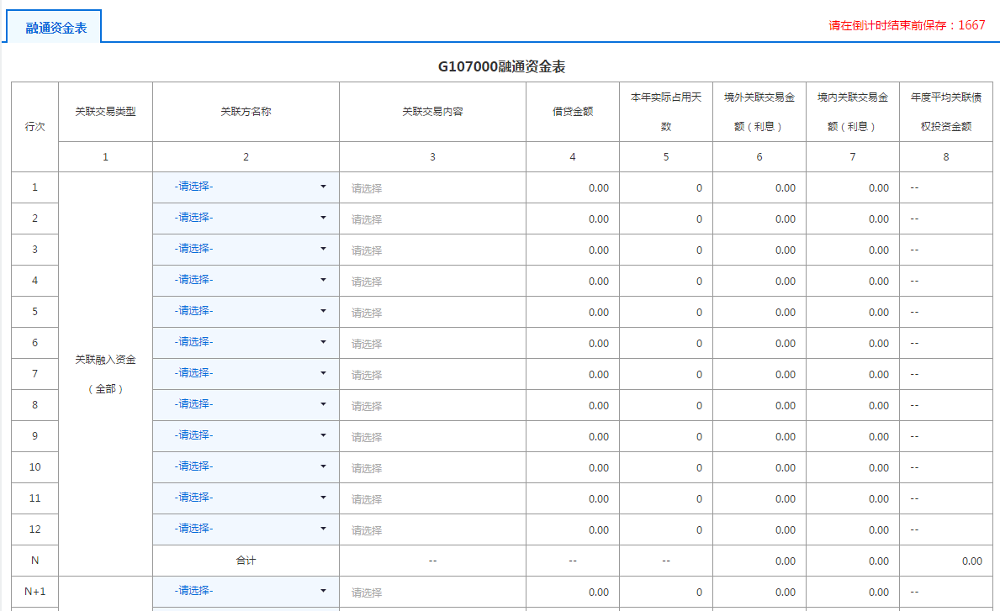 融通资金表
请在倒计时结束前保存：1667
G107000融通资金表
行次 关联交易类型 关联方名称 关联交易内容 借贷金额 本年实际占用天数 境外关联交易金额（利息） 境内关联交易金额（利息） 年度平均关联债权投资金额
1 2 3 4 5 6 7 8
关联融入资金
（全部）
1 -请选择- 请选择 0.00 0 0.00 0.00 --
2 -请选择- 请选择 0.00 0 0.00 0.00 --
3 -请选择- 请选择 0.00 0 0.00 0.00 --
4 -请选择- 请选择 0.00 0 0.00 0.00 --
5 -请选择- 请选择 0.00 0 0.00 0.00 --
6 -请选择- 请选择 0.00 0 0.00 0.00 --
7 -请选择- 请选择 0.00 0 0.00 0.00 --
8 -请选择- 请选择 0.00 0 0.00 0.00 --
9 -请选择- 请选择 0.00 0 0.00 0.00 --
10 -请选择- 请选择 0.00 0 0.00 0.00 --
11 -请选择- 请选择 0.00 0 0.00 0.00 --
12 -请选择- 请选择 0.00 0 0.00 0.00 --
N 合计 -- -- -- 0.00 0.00 0.00
N+1 -请选择- 请选择 0.00 0 0.00 0.00 --